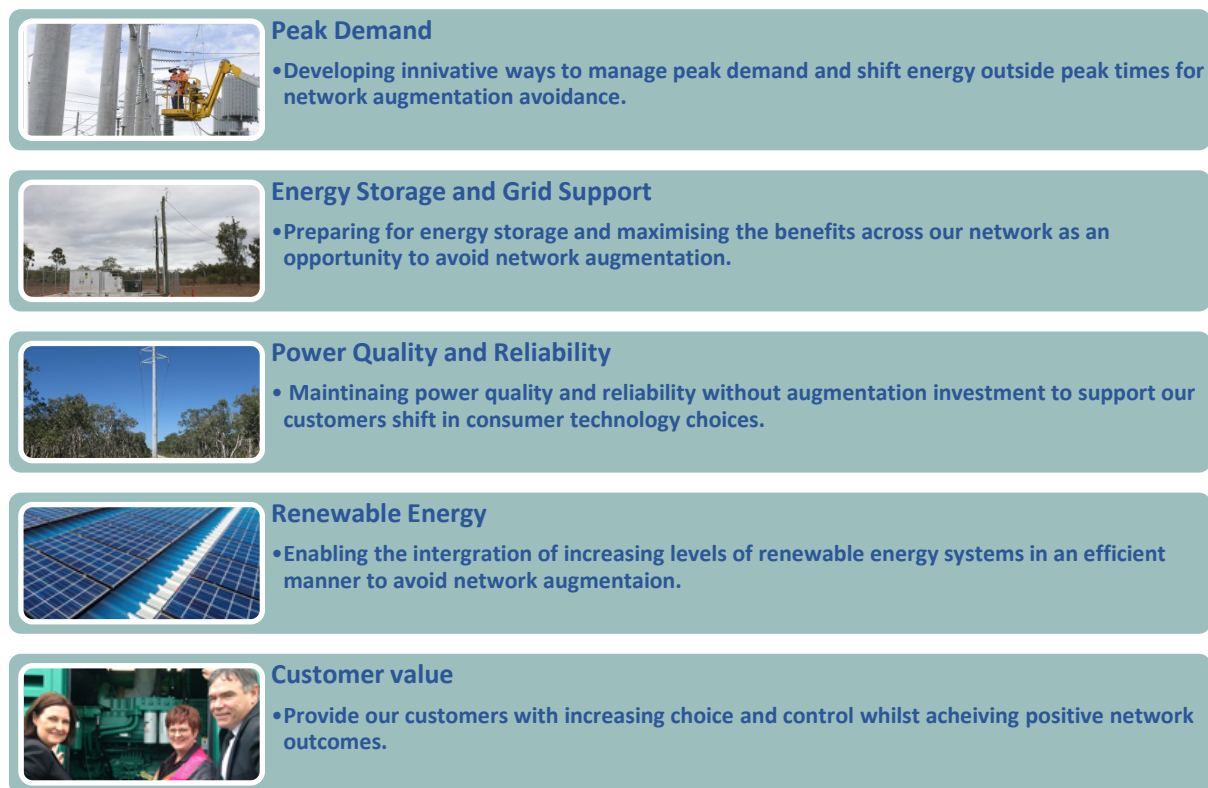 Peak Demand
•Developing innivative ways to manage peak demand and shift energy outside peak times for
network augmentation avoidance.
Energy Storage and Grid Support
•Preparing for energy storage and maximising the benefits across our network as an
opportunity to avoid network augmentation.
Power Quality and Reliability
• Maintinaing power quality and reliability without augmentation investment to support our
customers shift in consumer technology choices.
Renewable Energy
•Enabling the intergration of increasing levels of renewable energy systems in an efficient
manner to avoid network augmentaion.
Customer value
•Provide our customers with increasing choice and control whilst acheiving positive network
outcomes.